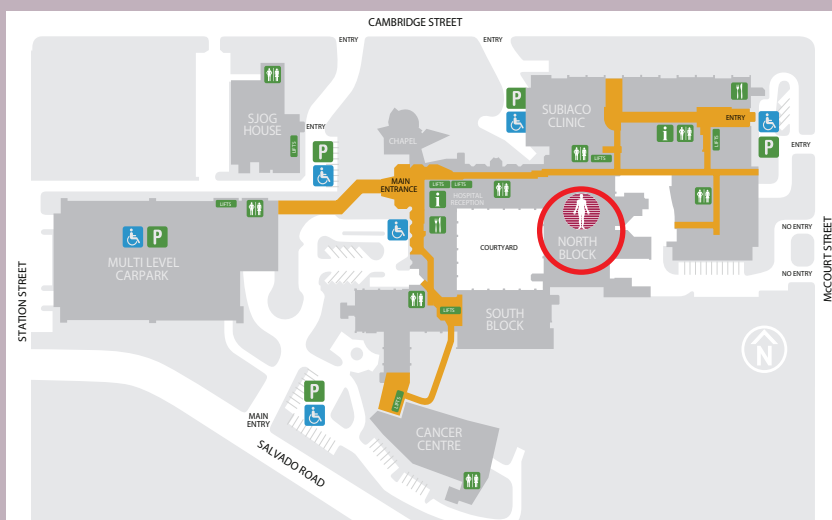 CAMBRIDGE STREET
ENTRY
ENTRY
P
SUBIACO
CLINIC
SJOG
HOUSE
LIFTS
ENTRY
P
CHAPEL
i
LIFTS
ENTRY
ENTRY
P
LIFTS
MAIN
ENTRANCE
LIFTS
LIFTS
i
HOSPITAL
RECEPTION
LIFTS
P
MULTI LEVEL
CARPARK
COURTYARD
NORTH
BLOCK
NO ENTRY
NO ENTRY
STATION STREET
McCOURT STREET
LIFTS
SOUTH
BLOCK
N
P
LIFTS
MAIN
ENTRY
CANCER
CENTRE
SALVADO ROAD